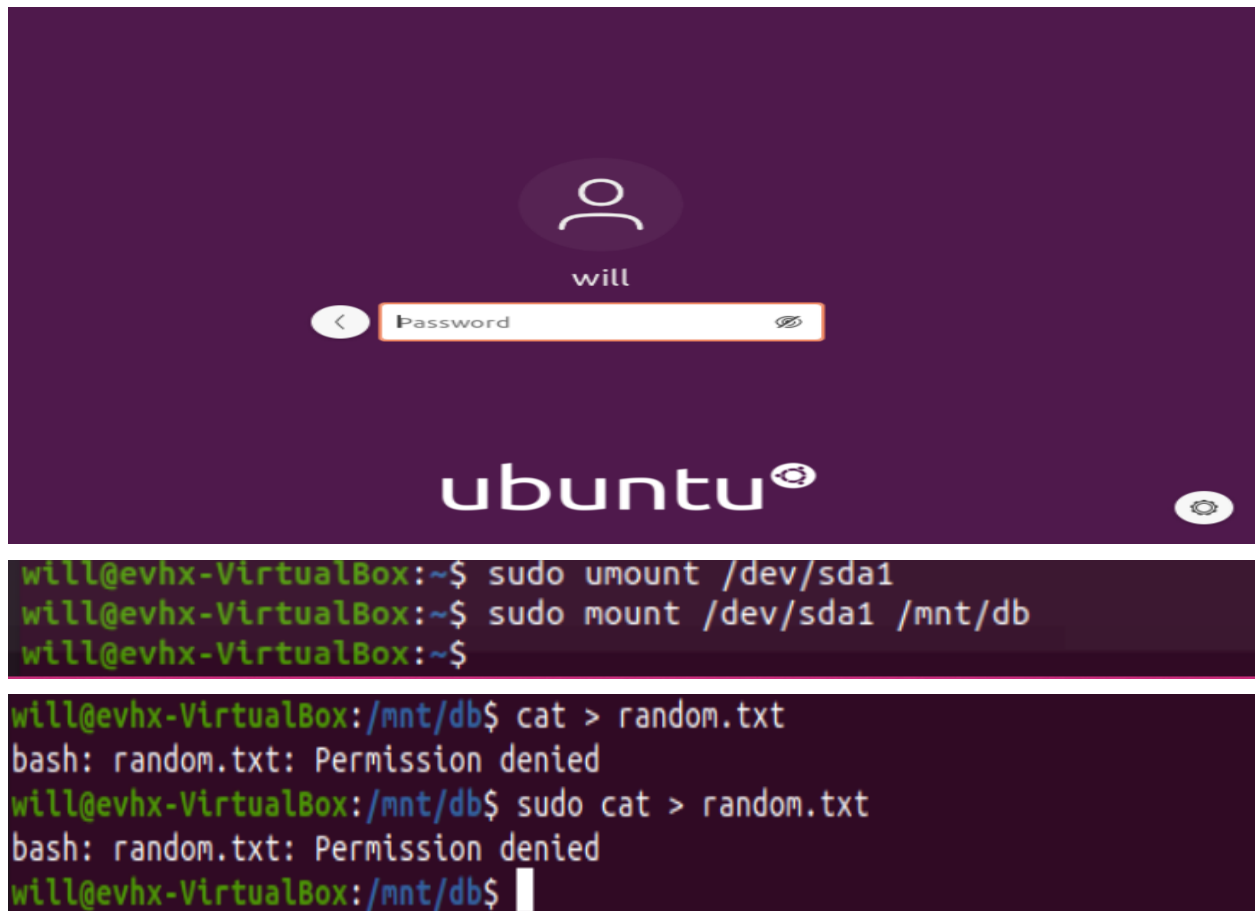 will
Password
ubuntu
will@evhx-VirtualBox:~$ sudo umount /dev/sda1
will@evhx-VirtualBox:~$ sudo mount /dev/sda1 /mnt/db
will@evhx-VirtualBox:~$
will@evhx-VirtualBox:/mnt/db$ cat > random.txt
bash: random.txt: Permission denied
will@evhx-VirtualBox:/mnt/db$ sudo cat > random.txt
bash: random.txt: Permission denied
will@evhx-VirtualBox:/mnt/db$